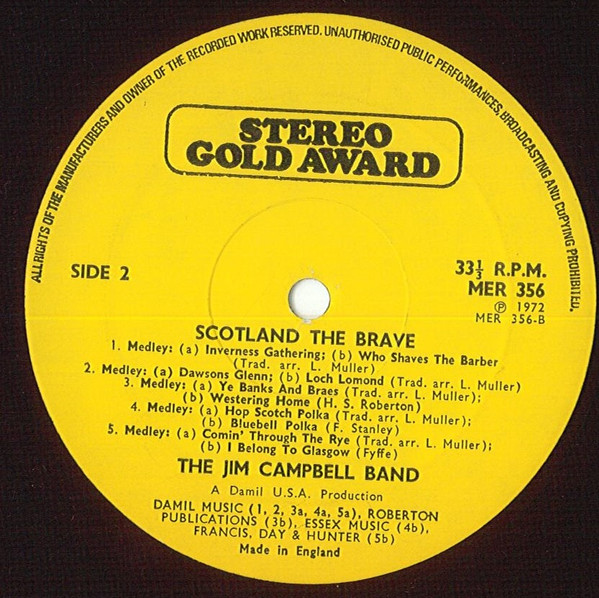 ALL RIGHTS OF THE MANUFACTURERS AND OWNER OF THE RECORDED WORK RESERVED. UNAUTHORISED PUBLIC PERFORMANCES, BROADCASTING AND COPYING PROHIBITED.
STEREO
GOLD AWARD
SIDE 2
33⅓ R.P.M.
MER 356
℗ 1972
MER 356-B
SCOTLAND THE BRAVE
1. Medley: (a) Inverness Gathering; (b) Who Shaves The Barber
(Trad. arr. L. Muller)
2. Medley: (a) Dawsons Glenn; (b) Loch Lomond (Trad. arr. L. Muller)
3. Medley: (a) Ye Banks And Braes (Trad. arr. L. Muller);
(b) Westering Home (H. S. Roberton)
4. Medley: (a) Hop Scotch Polka (Trad. arr. L. Muller);
(b) Bluebell Polka (F. Stanley)
5. Medley: (a) Comin' Through The Rye (Trad. arr. L. Muller);
(b) I Belong To Glasgow (Fyffe)
THE JIM CAMPBELL BAND
A Damil U.S.A. Production
DAMIL MUSIC (1, 2, 3a, 4a, 5a), ROBERTON
PUBLICATIONS (3b), ESSEX MUSIC (4b),
FRANCIS, DAY & HUNTER (5b)
Made in England